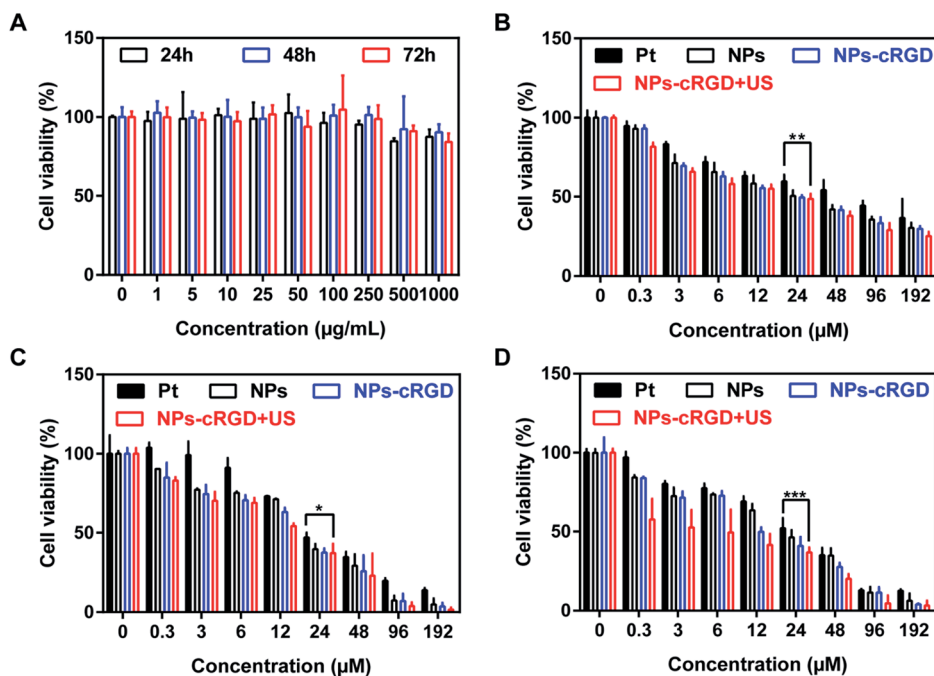 A
150
24h 48h 72h
100
50
0
Cell viability (%)
0 1 5 10 25 50 100 250 500 1000
Concentration (µg/mL)
B
150
Pt NPs NPs-cRGD
NPs-cRGD+US
100
**
50
0
Cell viability (%)
0 0.3 3 6 12 24 48 96 192
Concentration (µM)
C
150
Pt NPs NPs-cRGD
NPs-cRGD+US
100
50
*
0
Cell viability (%)
0 0.3 3 6 12 24 48 96 192
Concentration (µM)
D
150
Pt NPs NPs-cRGD
NPs-cRGD+US
100
***
50
0
Cell viability (%)
0 0.3 3 6 12 24 48 96 192
Concentration (µM)